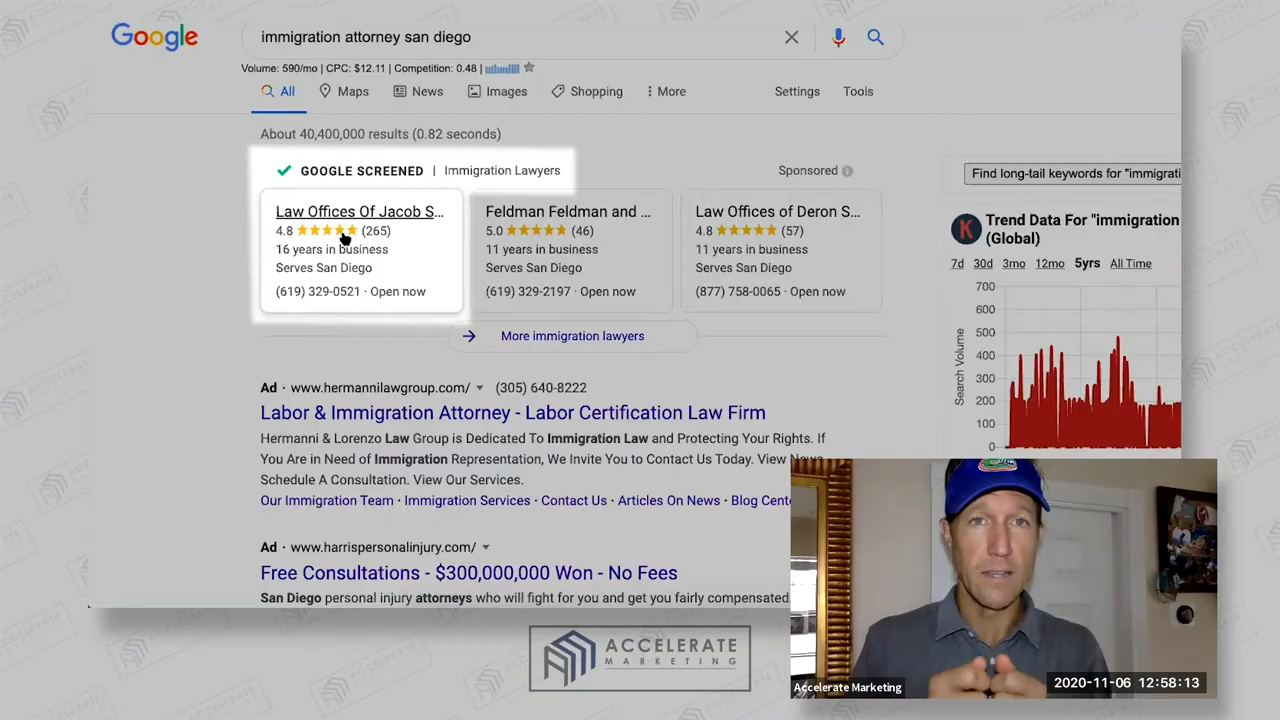 Google
immigration attorney san diego
Volume: 590/mo | CPC: $12.11 | Competition: 0.48 |
All
Maps
News
Images
Shopping
More
Settings
Tools
About 40,400,000 results (0.82 seconds)
GOOGLE SCREENED | Immigration Lawyers
Sponsored
Law Offices Of Jacob S...
4.8 (265)
16 years in business
Serves San Diego
(619) 329-0521 · Open now
Feldman Feldman and ...
5.0 (46)
11 years in business
Serves San Diego
(619) 329-2197 · Open now
Law Offices of Deron S...
4.8 (57)
11 years in business
Serves San Diego
(877) 758-0065 · Open now
More immigration lawyers
Ad · www.hermannilawgroup.com/ (305) 640-8222
Labor & Immigration Attorney - Labor Certification Law Firm
Hermanni & Lorenzo Law Group is Dedicated To Immigration Law and Protecting Your Rights. If
You Are in Need of Immigration Representation, We Invite You to Contact Us Today. View News.
Schedule A Consultation. View Our Services.
Our Immigration Team · Immigration Services · Contact Us · Articles On News · Blog Cent
Ad · www.harrispersonalinjury.com/
Free Consultations - $300,000,000 Won - No Fees
San Diego personal injury attorneys who will fight for you and get you fairly compensated.
Find long-tail keywords for "immigrati
Trend Data For "immigration
(Global)
7d 30d 3mo 12mo 5yrs All Time
Search Volume
700
600
500
400
300
200
100
0
ACCELERATE
MARKETING
Accelerate Marketing
2020-11-06 12:58:13